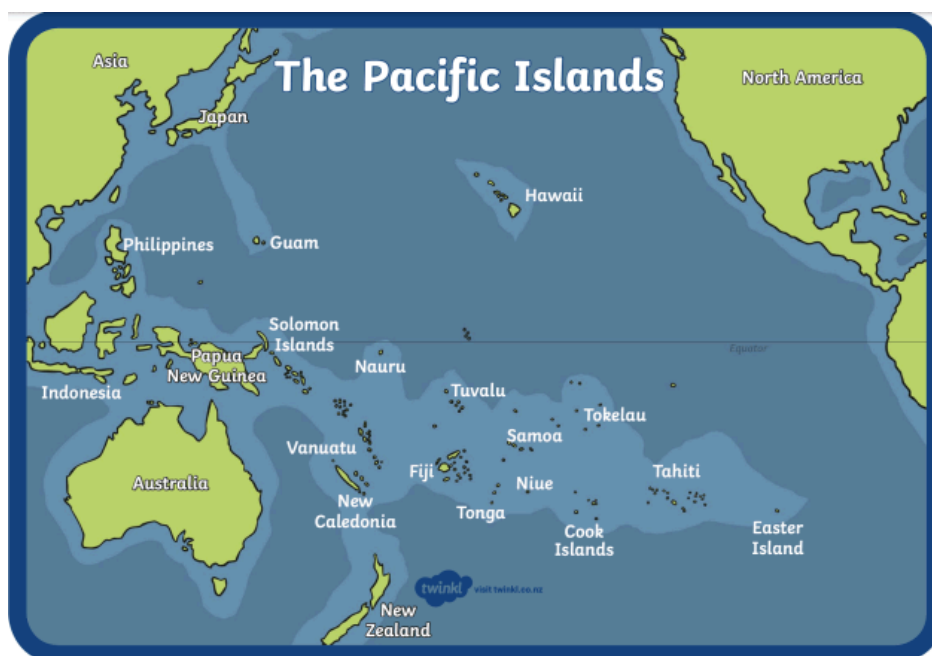 The Pacific Islands
Asia
North America
Japan
Hawaii
Philippines
Guam
Solomon
Islands
Equator
Papua
New Guinea
Nauru
Indonesia
Tuvalu
Tokelau
Samoa
Vanuatu
Fiji
Tahiti
Australia
Niue
New
Caledonia
Tonga
Cook
Islands
Easter
Island
twinkl visit twinkl.co.nz
New
Zealand